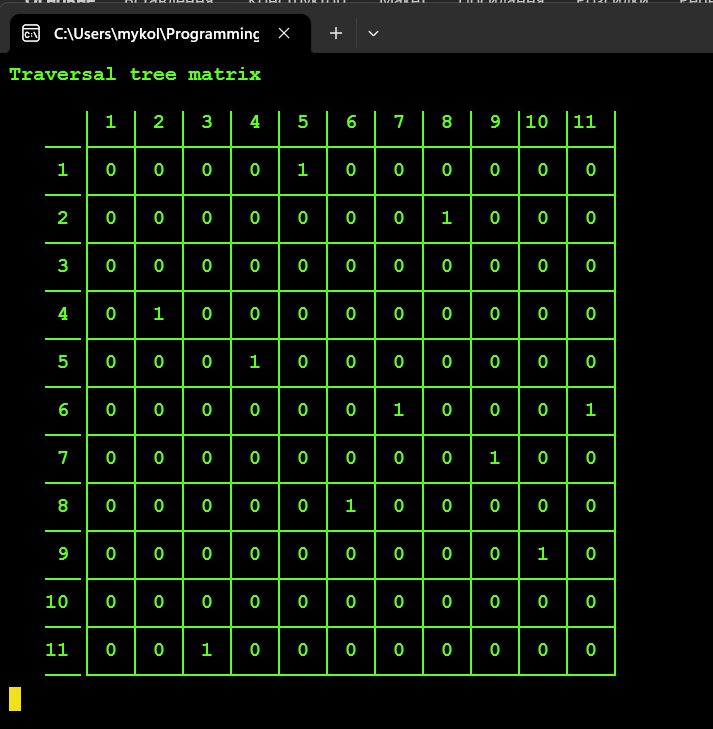 C:\Users\mykol\Programming
Traversal tree matrix
1 2 3 4 5 6 7 8 9 10 11
1 0 0 0 0 1 0 0 0 0 0 0
2 0 0 0 0 0 0 0 1 0 0 0
3 0 0 0 0 0 0 0 0 0 0 0
4 0 1 0 0 0 0 0 0 0 0 0
5 0 0 0 1 0 0 0 0 0 0 0
6 0 0 0 0 0 0 1 0 0 0 1
7 0 0 0 0 0 0 0 0 1 0 0
8 0 0 0 0 0 1 0 0 0 0 0
9 0 0 0 0 0 0 0 0 0 1 0
10 0 0 0 0 0 0 0 0 0 0 0
11 0 0 1 0 0 0 0 0 0 0 0